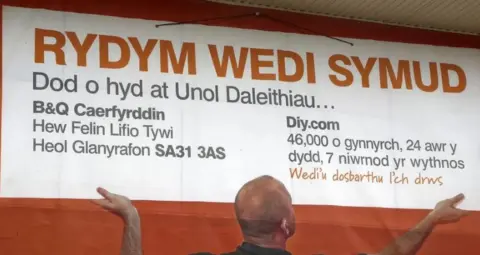 RYDYM WEDI SYMUD
Dod o hyd at Unol Daleithiau...
B&Q Caerfyrddin
Hew Felin Lifio Tywi
Heol Glanyrafon SA31 3AS
Diy.com
46,000 o gynnyrch, 24 awr y
dydd, 7 niwrnod yr wythnos
Wedi'u dosbarthu I'ch drws